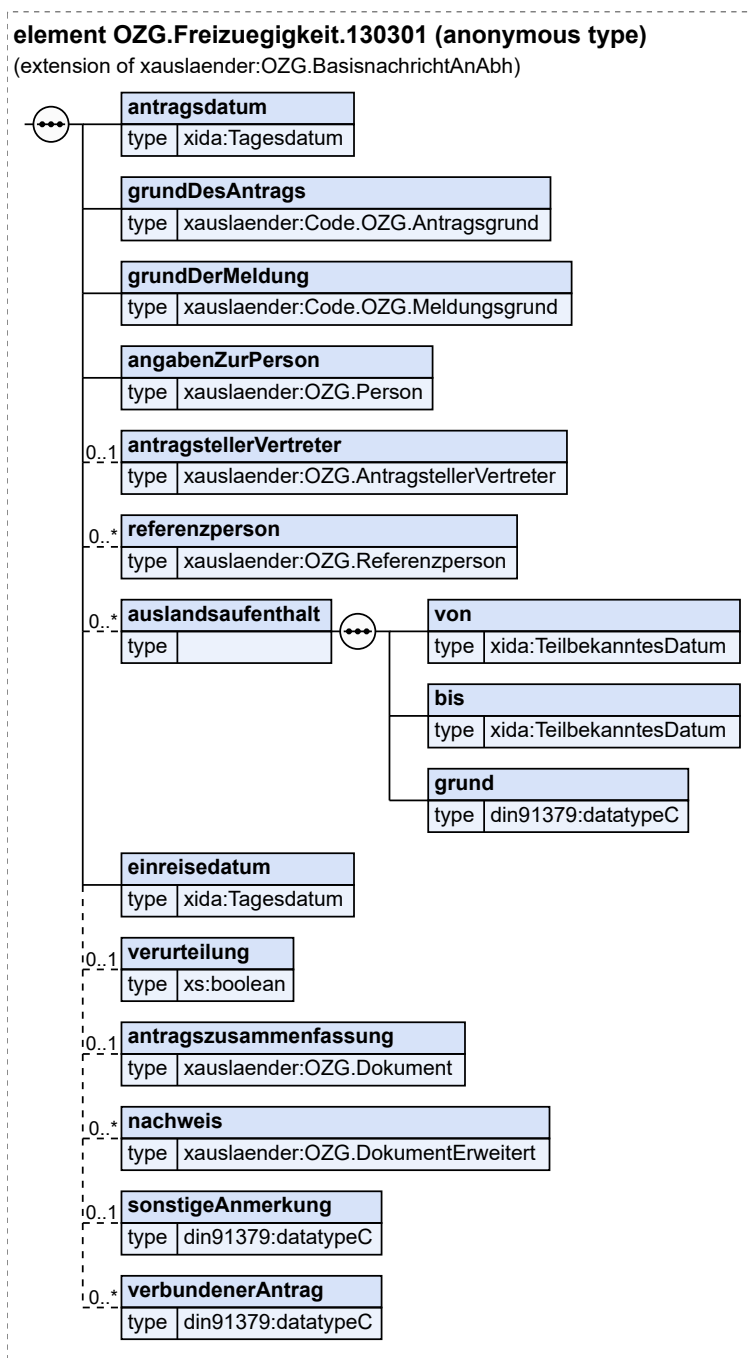 element OZG.Freizuegigkeit.130301 (anonymous type)
(extension of xauslaender:OZG.BasisnachrichtAnAbh)
antragsdatum
type xida:Tagesdatum
grundDesAntrags
type xauslaender:Code.OZG.Antragsgrund
grundDerMeldung
type xauslaender:Code.OZG.Meldungsgrund
angabenZurPerson
type xauslaender:OZG.Person
0..1 antragstellerVertreter
type xauslaender:OZG.AntragstellerVertreter
0..* referenzperson
type xauslaender:OZG.Referenzperson
0..* auslandsaufenthalt
type
von
type xida:TeilbekanntesDatum
bis
type xida:TeilbekanntesDatum
grund
type din91379:datatypeC
einreisedatum
type xida:Tagesdatum
0..1 verurteilung
type xs:boolean
0..1 antragszusammenfassung
type xauslaender:OZG.Dokument
0..* nachweis
type xauslaender:OZG.DokumentErweitert
0..1 sonstigeAnmerkung
type din91379:datatypeC
0..* verbundenerAntrag
type din91379:datatypeC